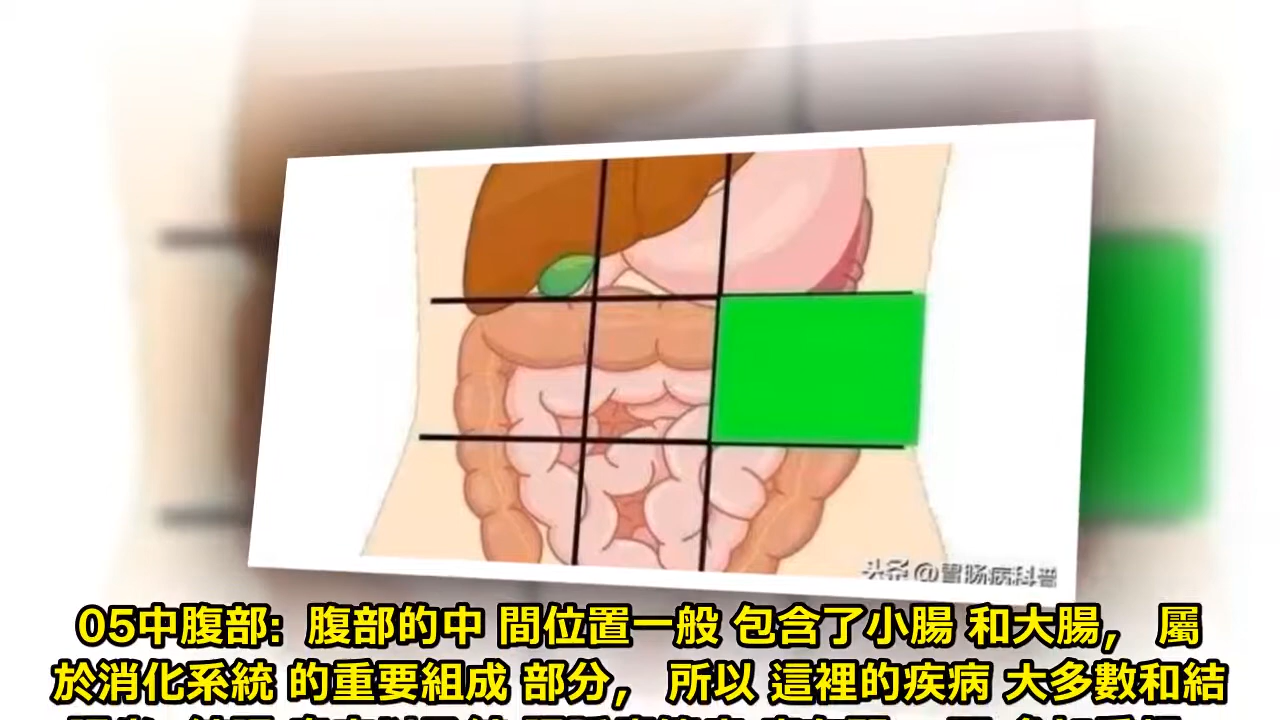 头条@胃肠病科普
05中腹部：腹部的中 間位置一般 包含了小腸 和大腸， 屬
於消化系統 的重要組成 部分， 所以 這裡的疾病 大多數和結